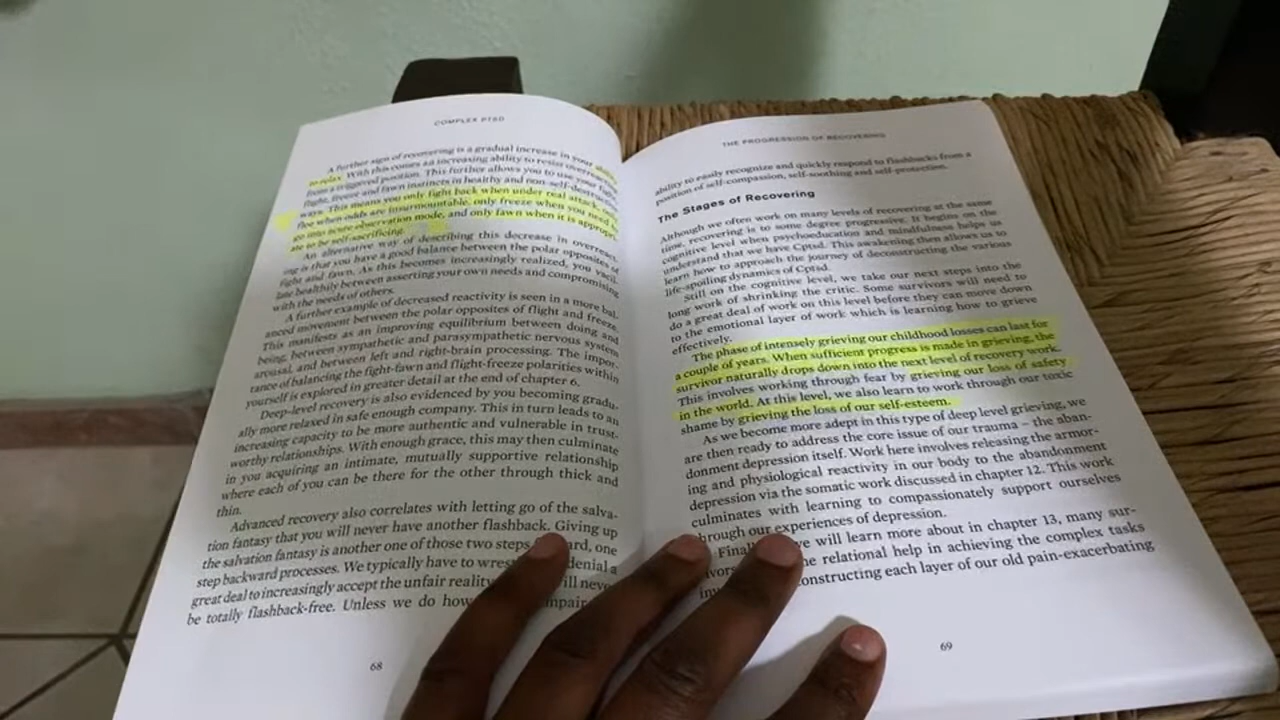 COMPLEX PTSD
A further sign of recovering is a gradual increase in your
to relax. With this comes an increasing ability to resist
from a triggered position. This further allows you to use your fight,
flight, freeze and fawn instincts in healthy and non-self-destructive
ways. This means you only fight back when under real attack, only
flee when odds are insurmountable, only freeze when you need to
go into acute observation mode, and only fawn when it is
to be self-sacrificing.
An alternative way of describing this decrease in
ing is that you have a good balance between the polar opposites of
fight and fawn. As this becomes increasingly realized, you
late healthily between asserting your own needs and compromising
with the needs of others.
A further example of decreased reactivity is seen in a more bal-
anced movement between the polar opposites of flight and freeze.
This manifests as an improving equilibrium between doing and
being, between sympathetic and parasympathetic nervous system
arousal, and between left and right-brain processing. The impor-
tance of balancing the fight-fawn and flight-freeze polarities within
yourself is explored in greater detail at the end of chapter 6.
Deep-level recovery is also evidenced by you becoming gradu-
ally more relaxed in safe enough company. This in turn leads to an
increasing capacity to be more authentic and vulnerable in trust-
worthy relationships. With enough grace, this may then culminate
in you acquiring an intimate, mutually supportive relationship
where each of you can be there for the other through thick and
thin.
Advanced recovery also correlates with letting go of the salva-
tion fantasy that you will never have another flashback. Giving up
the salvation fantasy is another one of those two steps ard, one
step backward processes. We typically have to wres denial a
great deal to increasingly accept the unfair reality ill never
be totally flashback-free. Unless we do how impair
68
THE PROGRESSION OF RECOVERING
ability to easily recognize and quickly respond to flashbacks from a
position of self-compassion, self-soothing and self-protection.
The Stages of Recovering
Although we often work on many levels of recovering at the same
time, recovering is to some degree progressive. It begins on the
cognitive level when psychoeducation and mindfulness helps us
understand that we have Cptsd. This awakening then allows us to
learn how to approach the journey of deconstructing the various
life-spoiling dynamics of Cptsd.
Still on the cognitive level, we take our next steps into the
long work of shrinking the critic. Some survivors will need to
do a great deal of work on this level before they can move down
to the emotional layer of work which is learning how to grieve
effectively.
The phase of intensely grieving our childhood losses can last for
a couple of years. When sufficient progress is made in grieving, the
survivor naturally drops down into the next level of recovery work.
This involves working through fear by grieving our loss of safety
in the world. At this level, we also learn to work through our toxic
shame by grieving the loss of our self-esteem.
As we become more adept in this type of deep level grieving, we
are then ready to address the core issue of our trauma – the aban-
donment depression itself. Work here involves releasing the armor-
ing and physiological reactivity in our body to the abandonment
depression via the somatic work discussed in chapter 12. This work
culminates with learning to compassionately support ourselves
through our experiences of depression.
Final we will learn more about in chapter 13, many sur-
vivors relational help in achieving the complex tasks
constructing each layer of our old pain-exacerbating
69